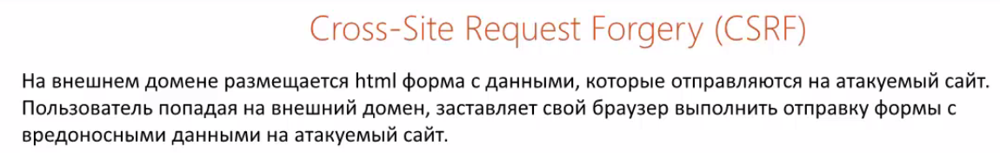 Cross-Site Request Forgery (CSRF)
На внешнем домене размещается html форма с данными, которые отправляются на атакуемый сайт.
Пользователь попадая на внешний домен, заставляет свой браузер выполнить отправку формы с
вредоносными данными на атакуемый сайт.